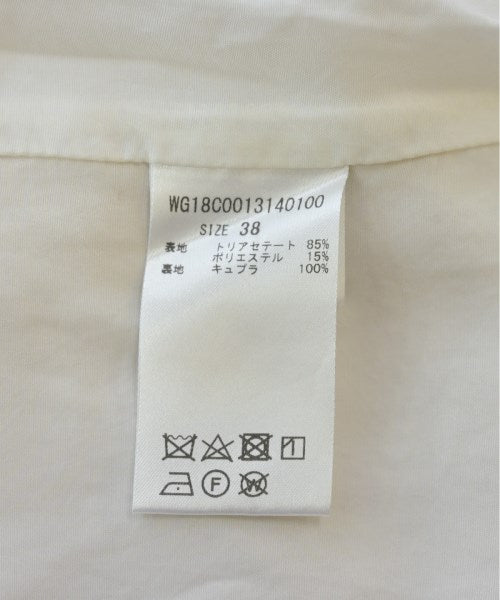 WG18C0013140100
SIZE 38
表地 トリアセテート 85%
ポリエステル 15%
裏地 キュプラ 100%
F W